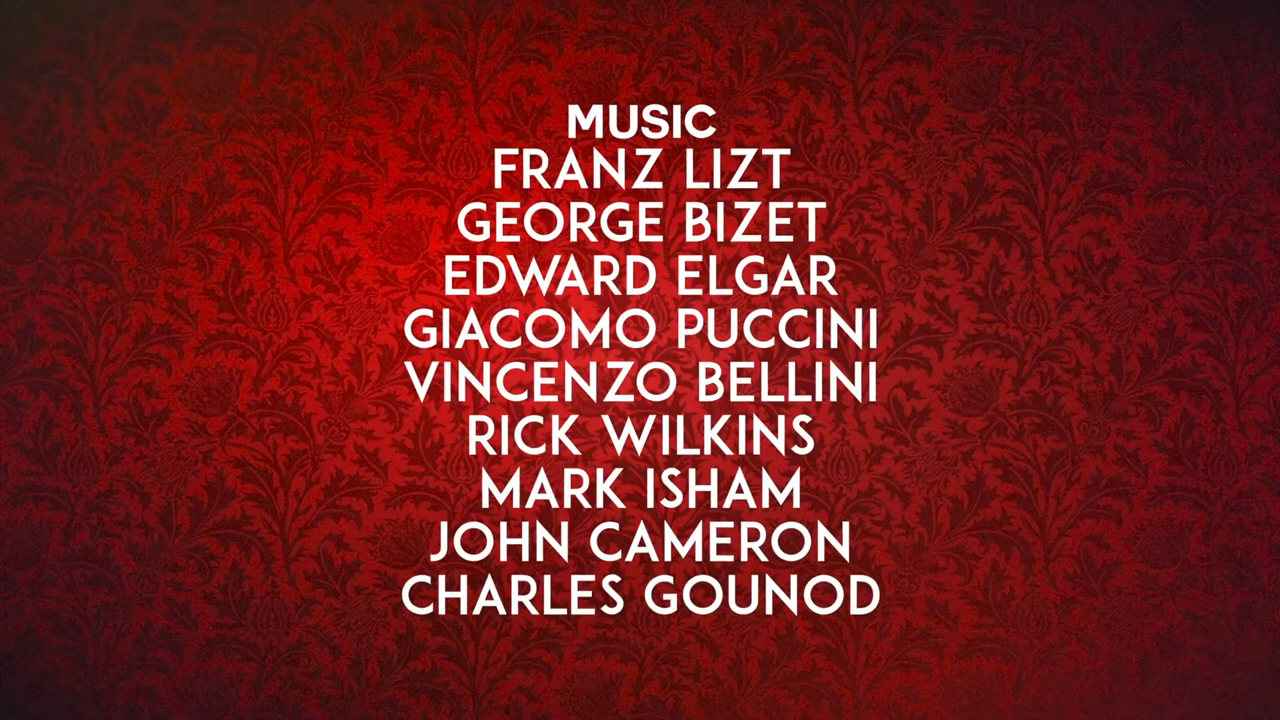 MUSIC
FRANZ LIZT
GEORGE BIZET
EDWARD ELGAR
GIACOMO PUCCINI
VINCENZO BELLINI
RICK WILKINS
MARK ISHAM
JOHN CAMERON
CHARLES GOUNOD